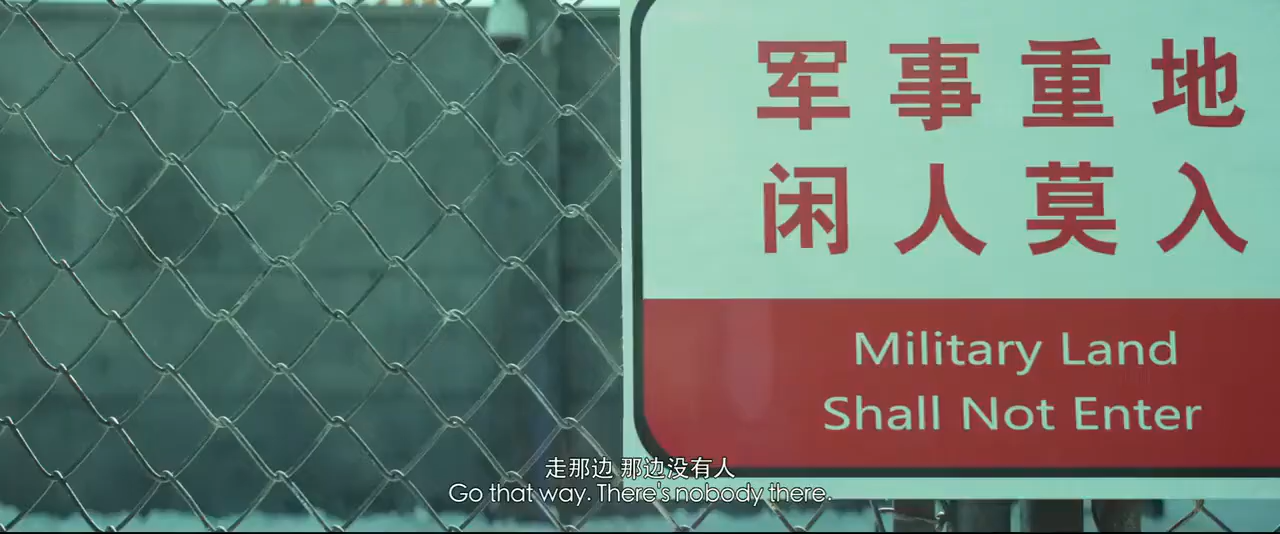 军事重地
闲人莫入
Military Land
Shall Not Enter
走那边 那边没有人
Go that way. There's nobody there.